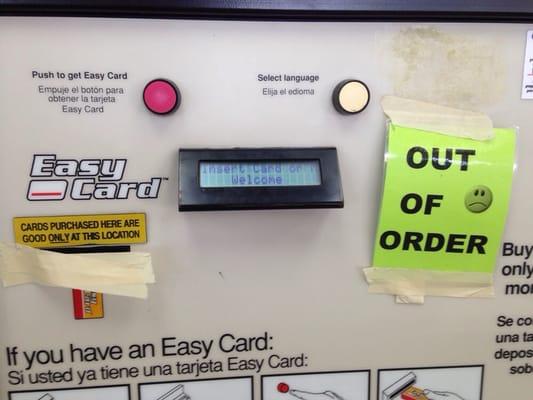 Push to get Easy Card
Empuje el botón para
obtener la tarjeta
Easy Card
Select language
Elija el edioma
Insert Card or
Welcome
Easy
Card™
CARDS PURCHASED HERE ARE
GOOD ONLY AT THIS LOCATION
OUT
OF
ORDER
Buy
only
mor
Se co
una ta
depos
sob
If you have an Easy Card:
Si usted ya tiene una tarjeta Easy Card: